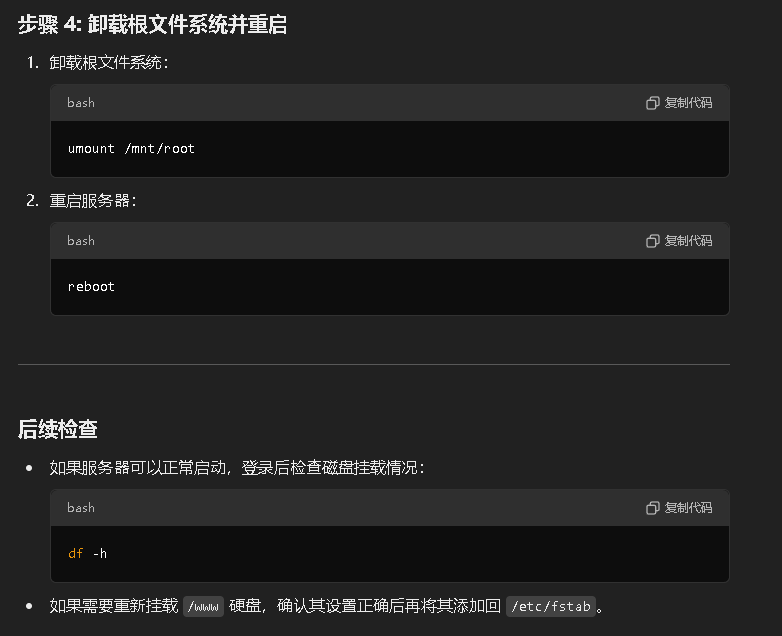 步骤 4: 卸载根文件系统并重启
1. 卸载根文件系统：
bash 复制代码
umount /mnt/root
2. 重启服务器：
bash 复制代码
reboot
后续检查
• 如果服务器可以正常启动，登录后检查磁盘挂载情况：
bash 复制代码
df -h
• 如果需要重新挂载 /www 硬盘，确认其设置正确后再将其添加回 /etc/fstab。